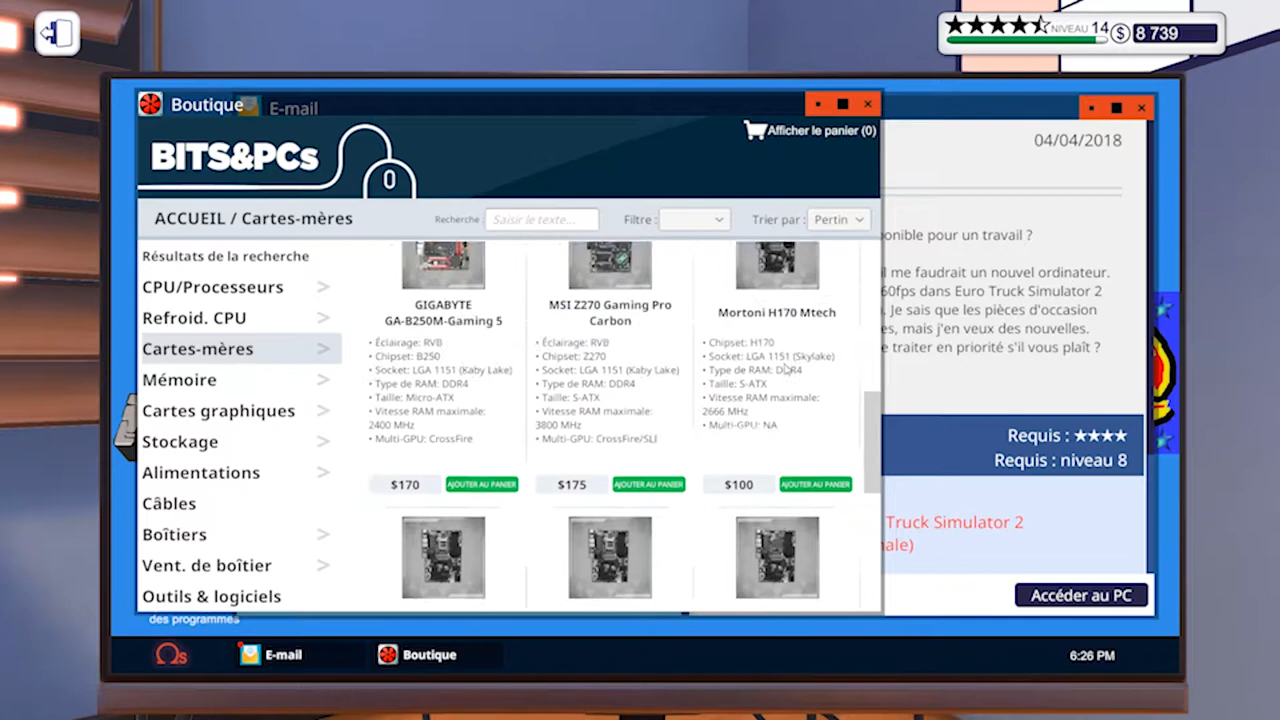 NIVEAU 14 $ 8 739
Boutique E-mail
Afficher le panier (0)
BITS&PCs
04/04/2018
ACCUEIL / Cartes-mères Recherche : Saisir le texte... Filtre : Trier par : Pertin
ponible pour un travail ?
Résultats de la recherche
CPU/Processeurs
Refroid. CPU
Cartes-mères
Mémoire
Cartes graphiques
Stockage
Alimentations
Câbles
Boîtiers
Vent. de boîtier
Outils & logiciels
GIGABYTE
GA-B250M-Gaming 5
• Éclairage: RVB
• Chipset: B250
• Socket: LGA 1151 (Kaby Lake)
• Type de RAM: DDR4
• Taille: Micro-ATX
• Vitesse RAM maximale:
2400 MHz
• Multi-GPU: CrossFire
$170 AJOUTER AU PANIER
MSI Z270 Gaming Pro
Carbon
• Éclairage: RVB
• Chipset: Z270
• Socket: LGA 1151 (Kaby Lake)
• Type de RAM: DDR4
• Taille: S-ATX
• Vitesse RAM maximale:
3800 MHz
• Multi-GPU: CrossFire/SLI
$175 AJOUTER AU PANIER
Mortoni H170 Mtech
• Chipset: H170
• Socket: LGA 1151 (Skylake)
• Type de RAM: DDR4
• Taille: S-ATX
• Vitesse RAM maximale:
2666 MHz
• Multi-GPU: NA
$100 AJOUTER AU PANIER
il me faudrait un nouvel ordinateur.
60fps dans Euro Truck Simulator 2
. Je sais que les pièces d'occasion
es, mais j'en veux des nouvelles.
e traiter en priorité s'il vous plaît ?
Requis : ★★★★
Requis : niveau 8
Truck Simulator 2
nale)
Accéder au PC
des programmes
Ωs E-mail Boutique 6:26 PM